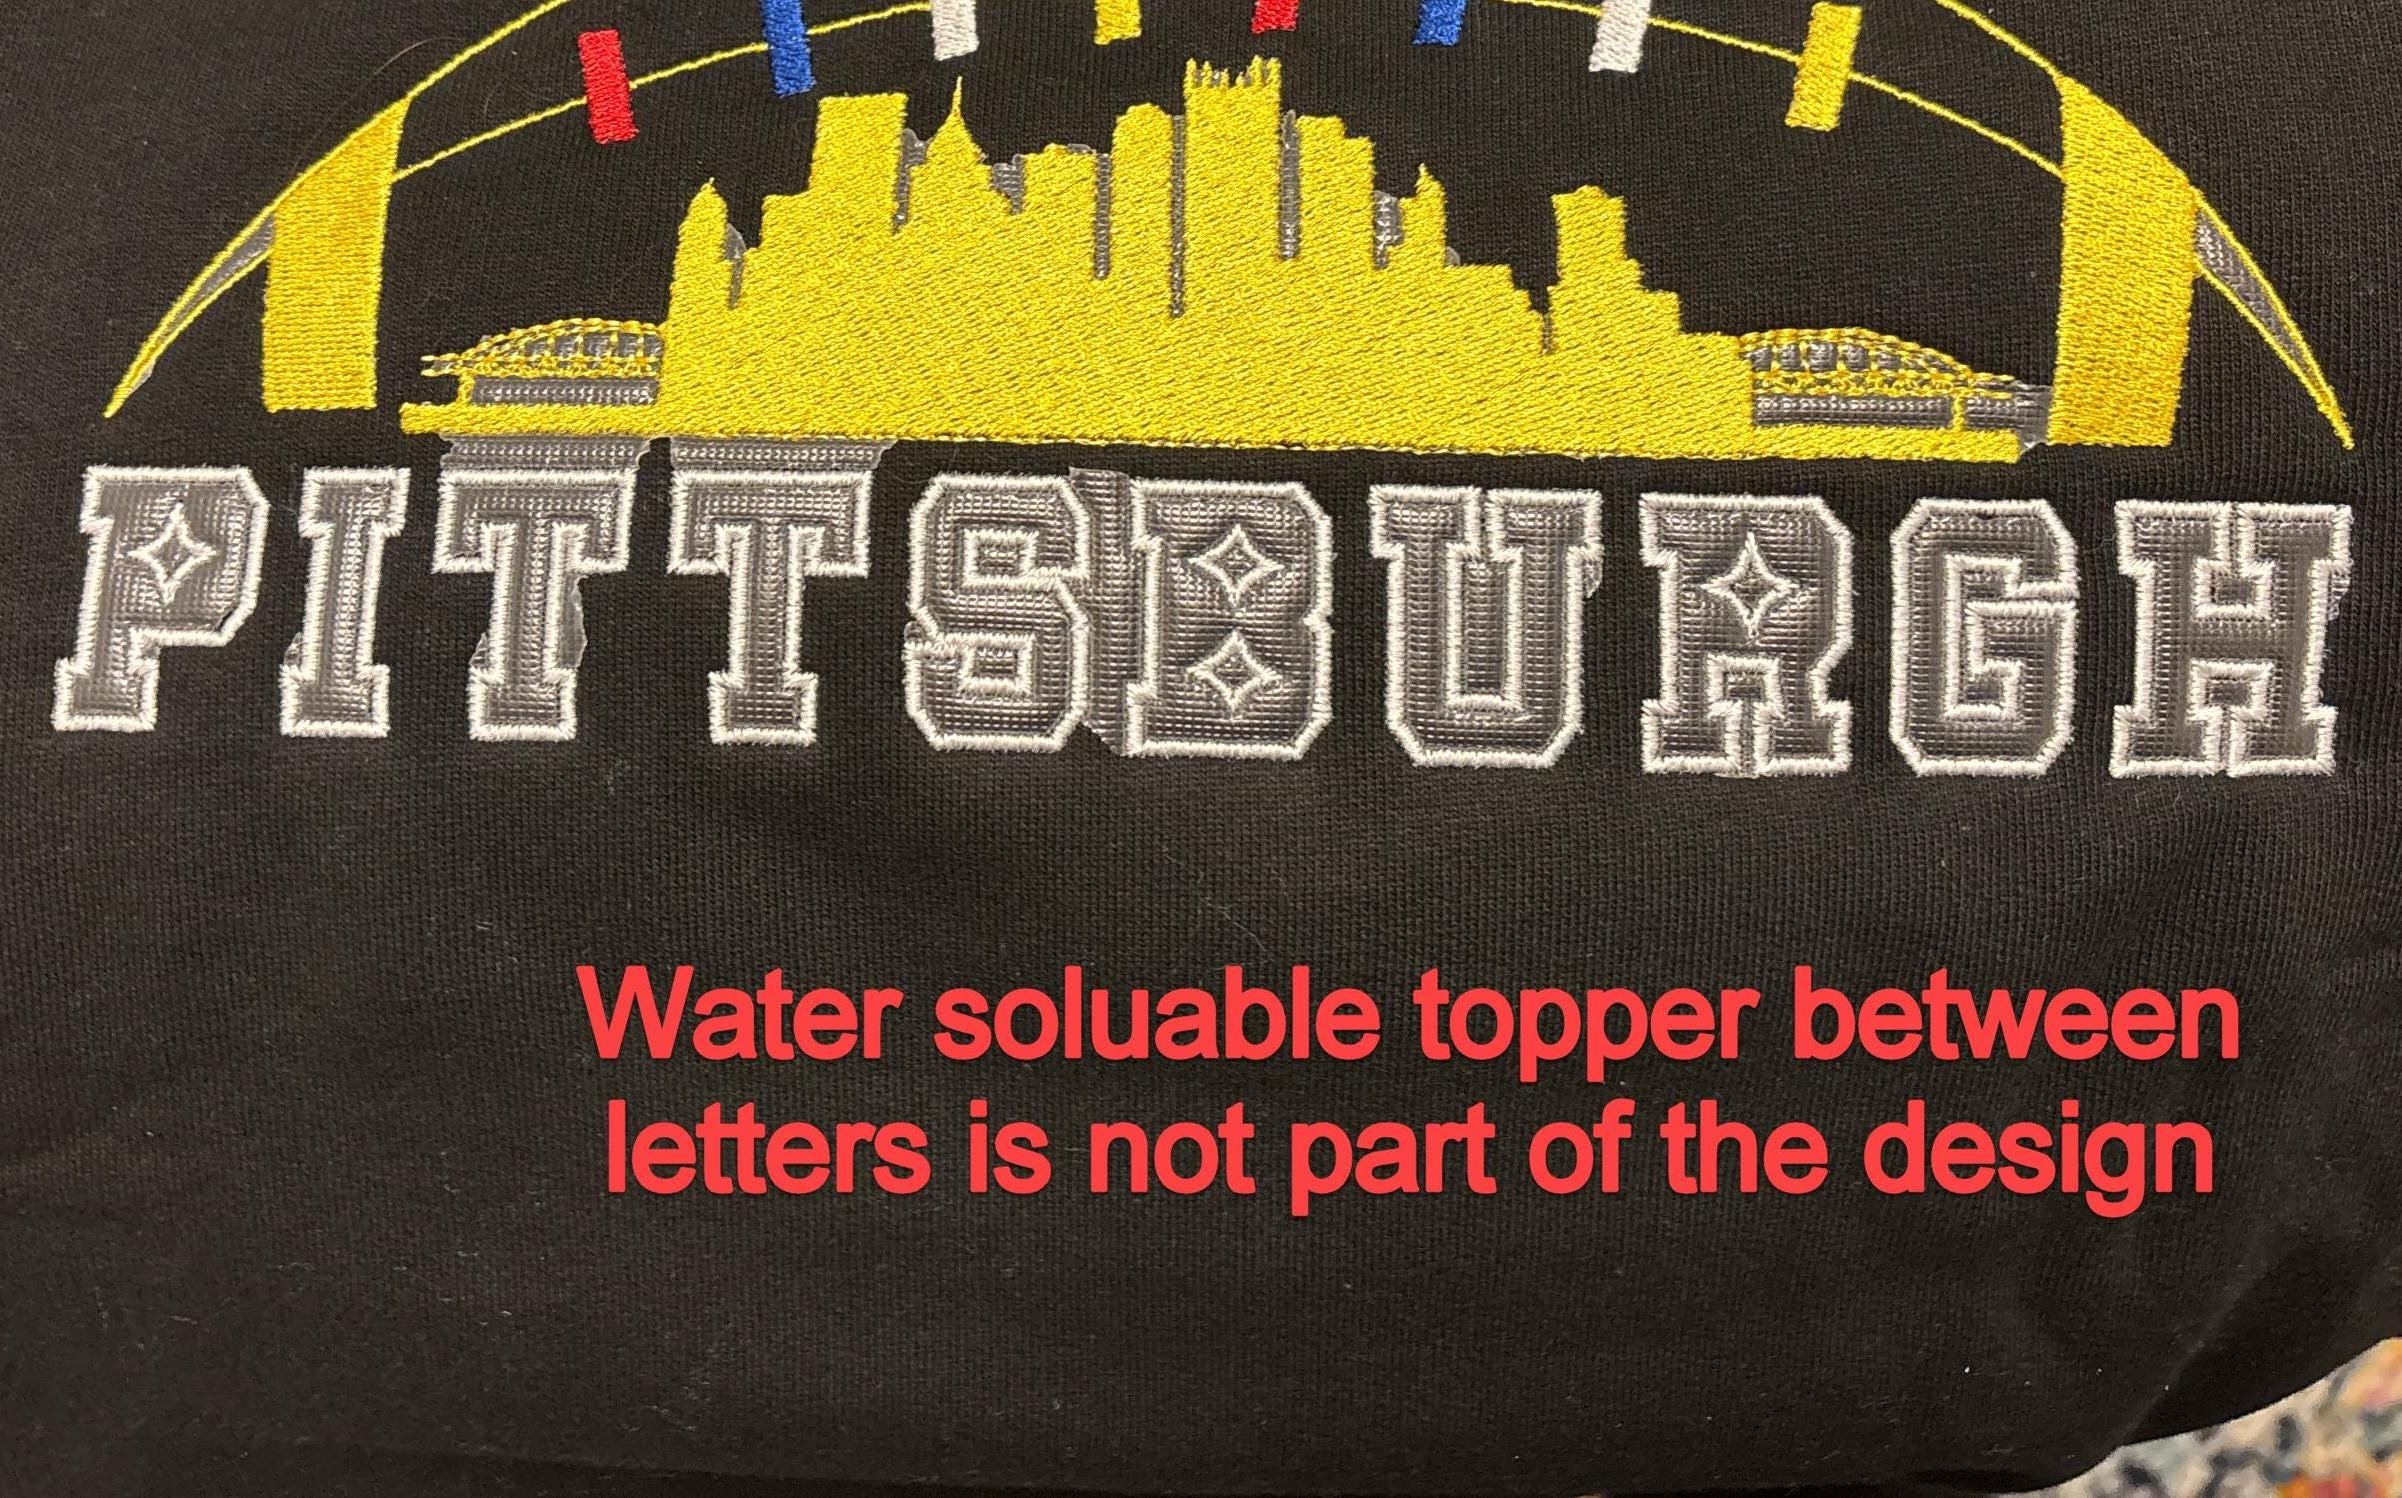 PITTSBURGH
Water soluable topper between
letters is not part of the design